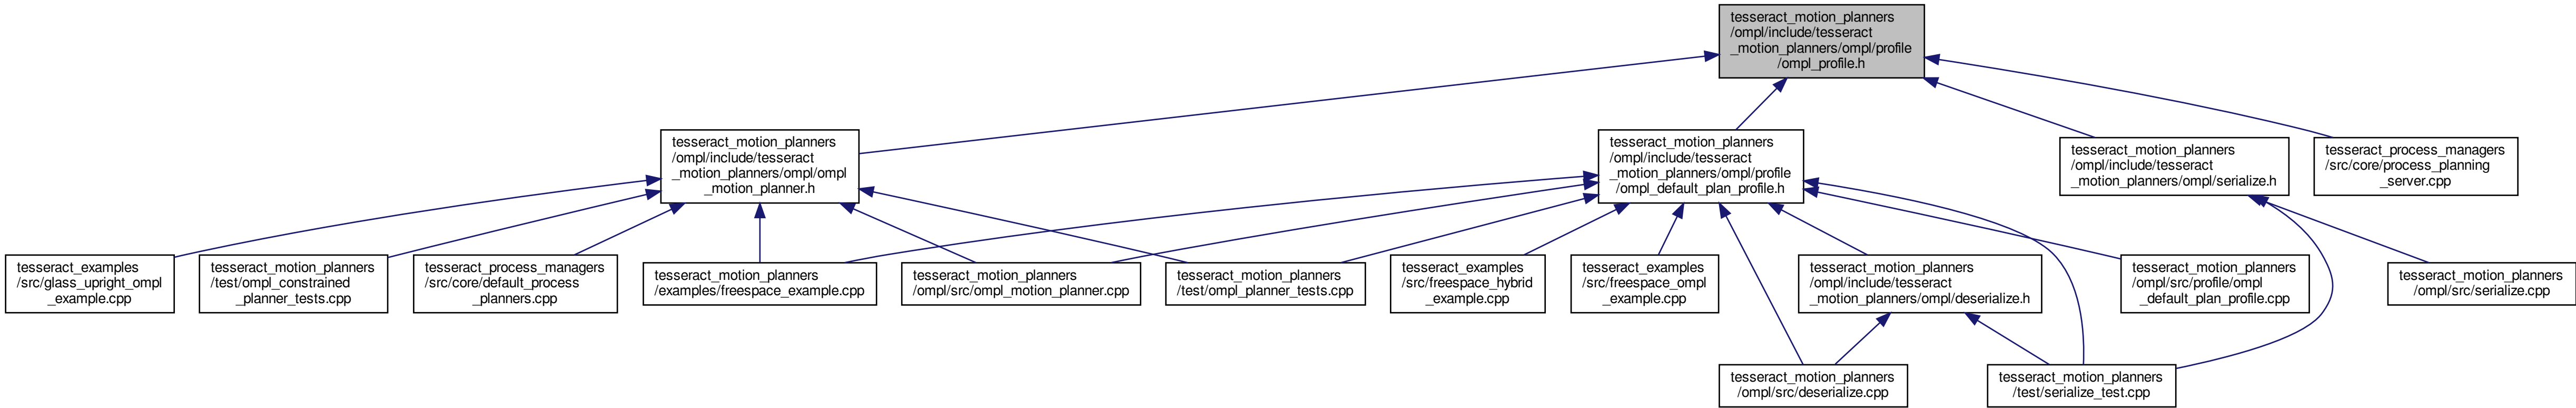 tesseract_motion_planners
/ompl/include/tesseract
_motion_planners/ompl/profile
/ompl_profile.h
tesseract_motion_planners
/ompl/include/tesseract
_motion_planners/ompl/ompl
_motion_planner.h
tesseract_motion_planners
/ompl/include/tesseract
_motion_planners/ompl/profile
/ompl_default_plan_profile.h
tesseract_motion_planners
/ompl/include/tesseract
_motion_planners/ompl/serialize.h
tesseract_process_managers
/src/core/process_planning
_server.cpp
tesseract_examples
/src/glass_upright_ompl
_example.cpp
tesseract_motion_planners
/test/ompl_constrained
_planner_tests.cpp
tesseract_process_managers
/src/core/default_process
_planners.cpp
tesseract_motion_planners
/examples/freespace_example.cpp
tesseract_motion_planners
/ompl/src/ompl_motion_planner.cpp
tesseract_motion_planners
/test/ompl_planner_tests.cpp
tesseract_examples
/src/freespace_hybrid
_example.cpp
tesseract_examples
/src/freespace_ompl
_example.cpp
tesseract_motion_planners
/ompl/include/tesseract
_motion_planners/ompl/deserialize.h
tesseract_motion_planners
/ompl/src/profile/ompl
_default_plan_profile.cpp
tesseract_motion_planners
/ompl/src/serialize.cpp
tesseract_motion_planners
/ompl/src/deserialize.cpp
tesseract_motion_planners
/test/serialize_test.cpp